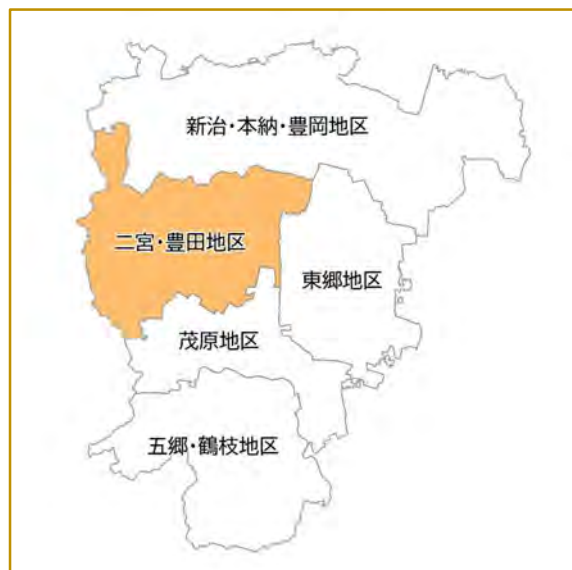 新治・本納・豊岡地区
二宮・豊田地区
東郷地区
茂原地区
五郷・鶴枝地区